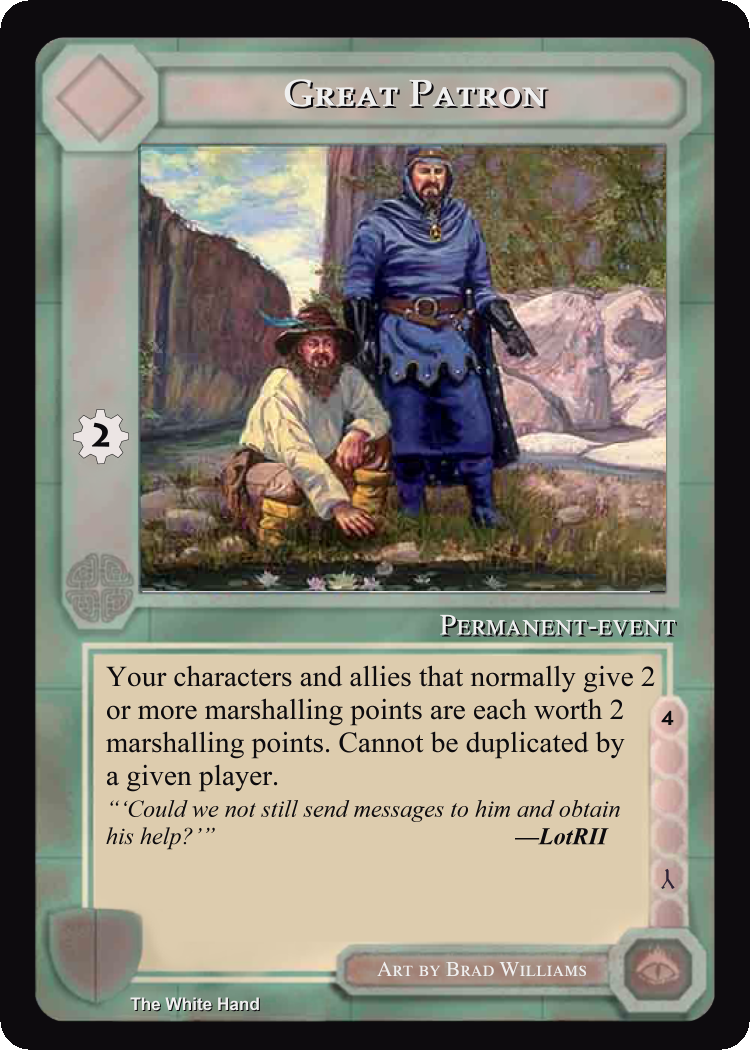 GREAT PATRON
2
PERMANENT-EVENT
Your characters and allies that normally give 2
or more marshalling points are each worth 2
marshalling points. Cannot be duplicated by
a given player.
“‘Could we not still send messages to him and obtain
his help?’” —LotRII
4
ART BY BRAD WILLIAMS
The White Hand